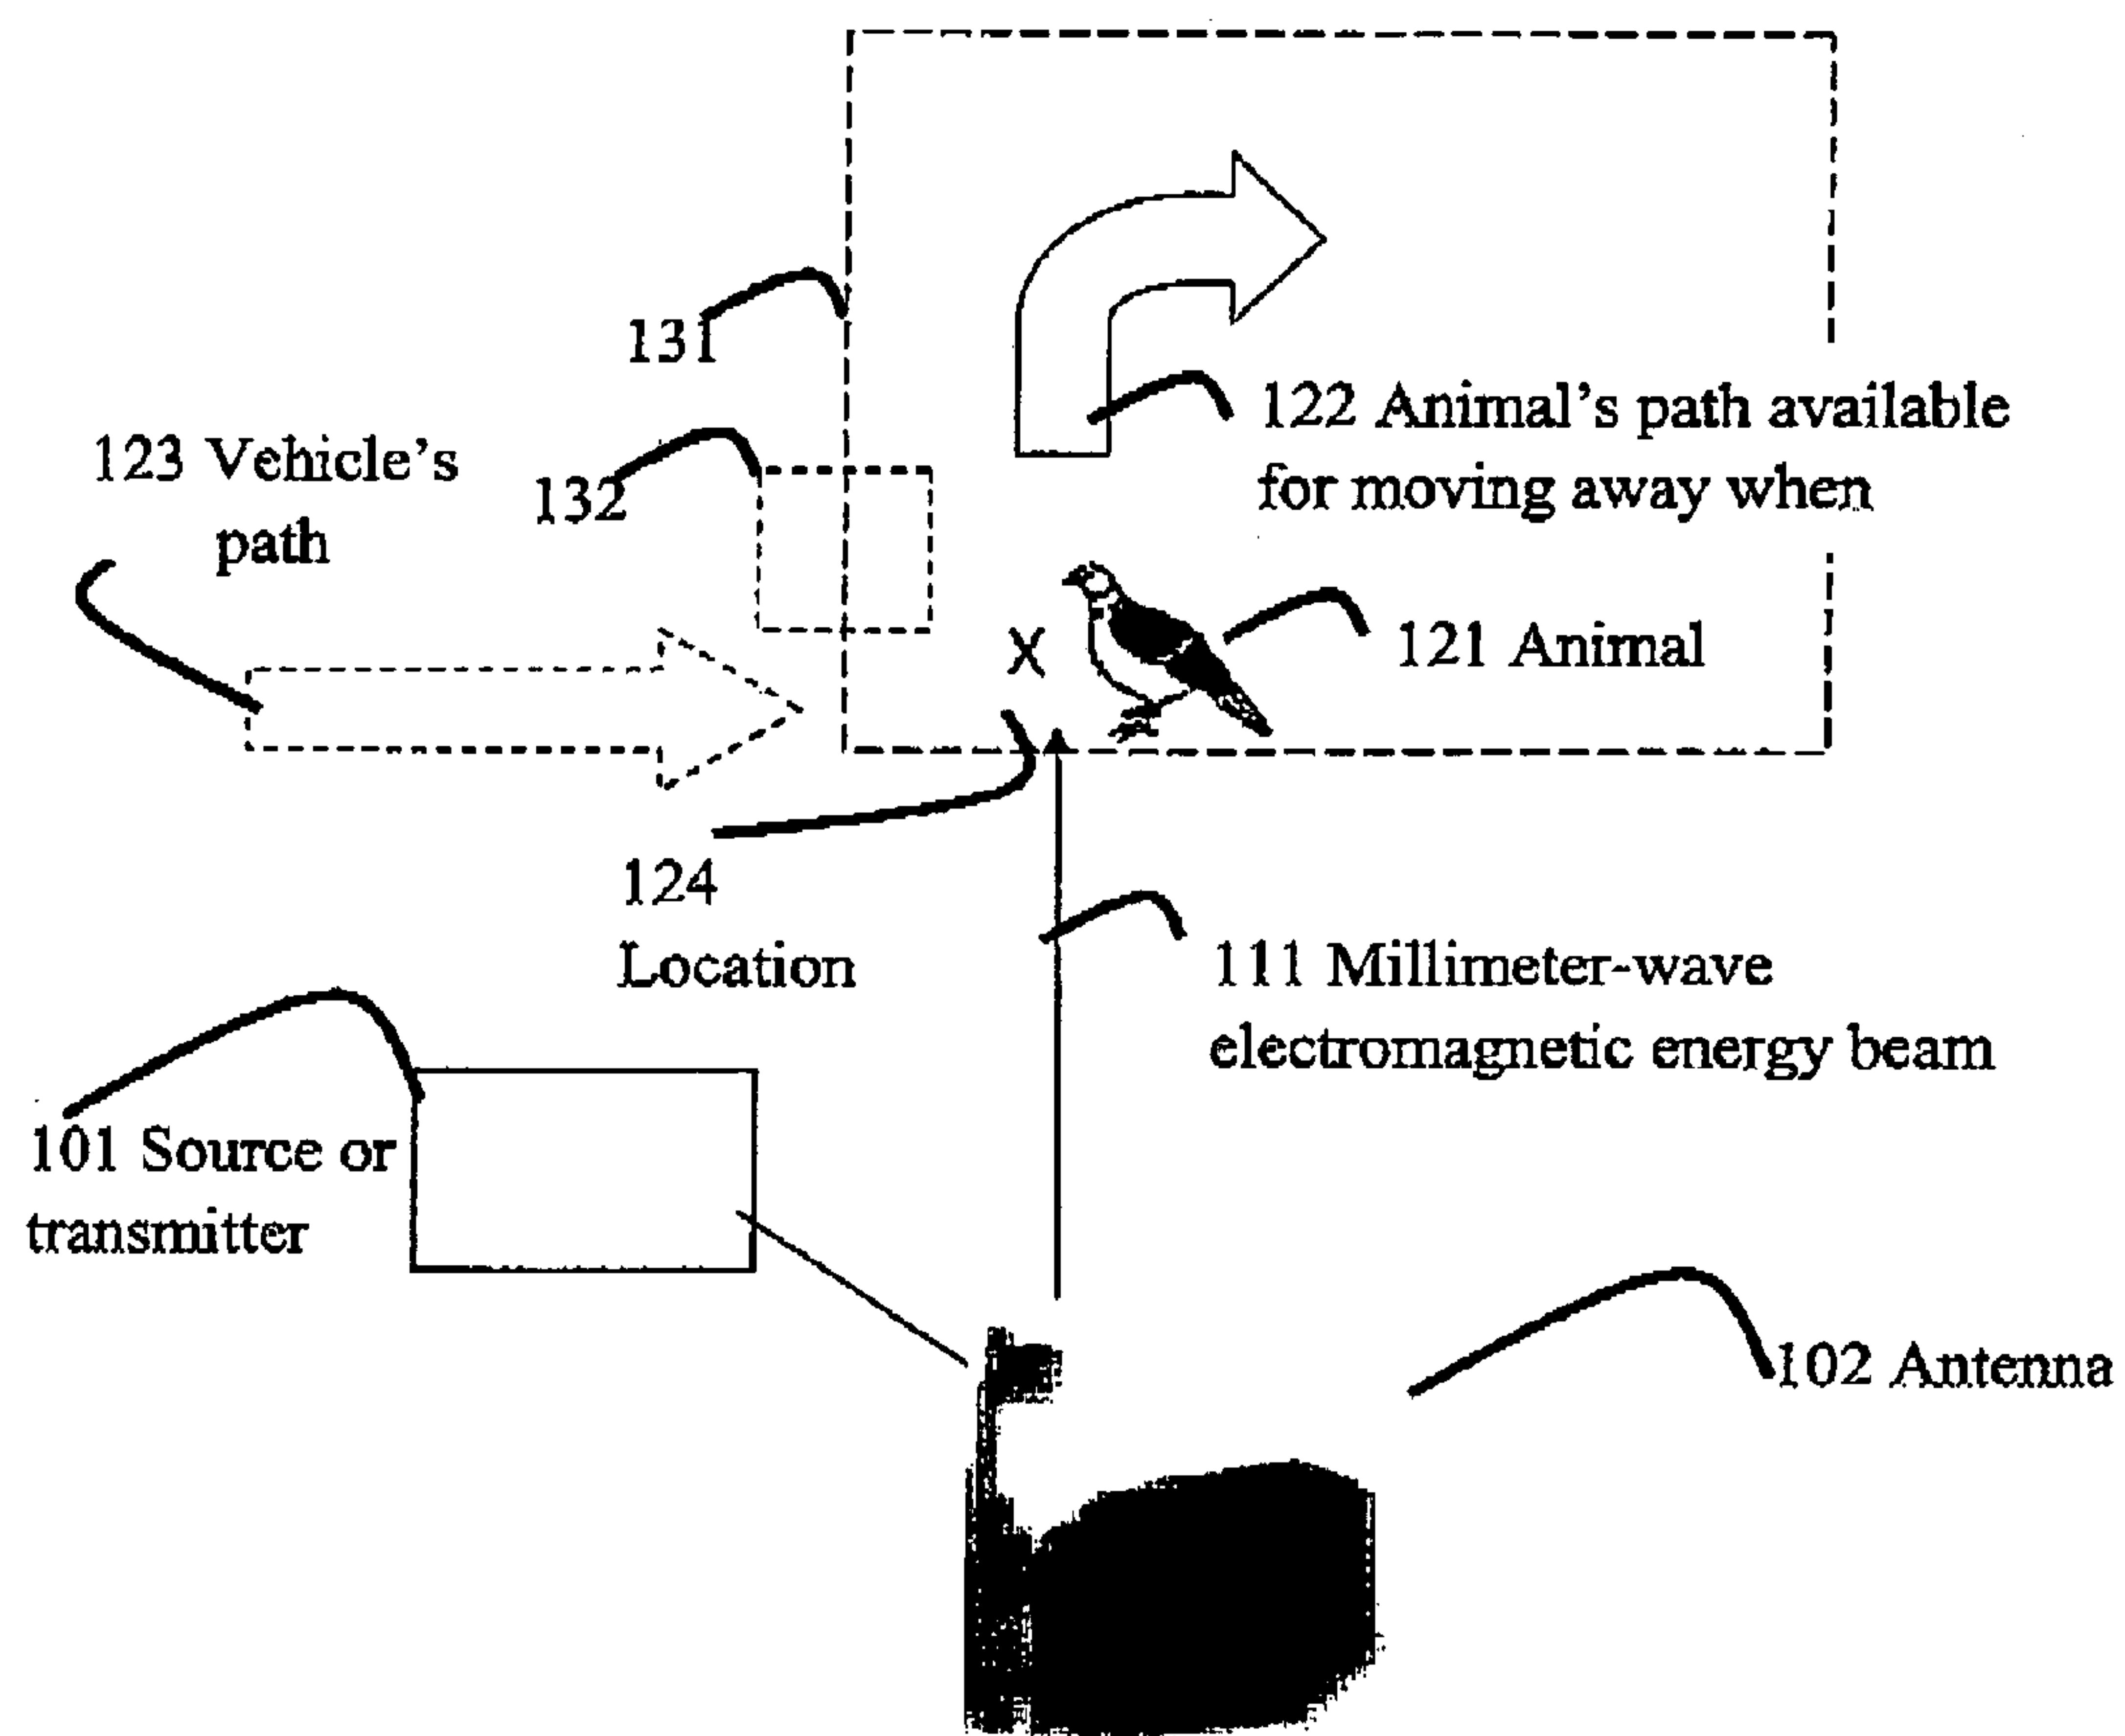 131
122 Animal's path available
for moving away when
123 Vehicle's
path
132
X
121 Animal
124
Location
111 Millimeter-wave
electromagnetic energy beam
101 Source or
transmitter
102 Antenna